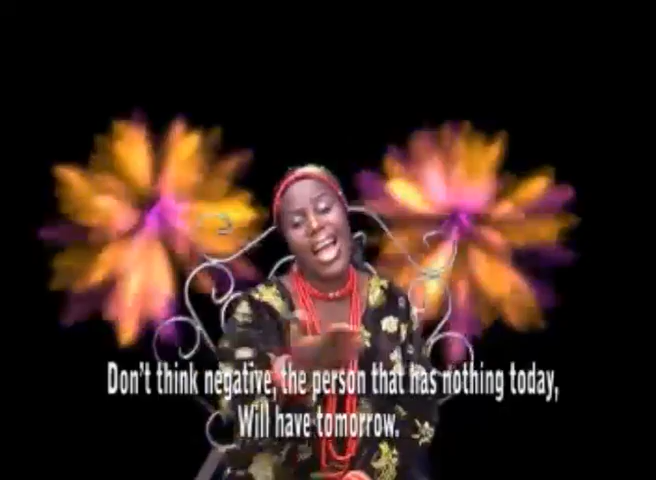 Don't think negative, the person that has nothing today,
Will have tomorrow.